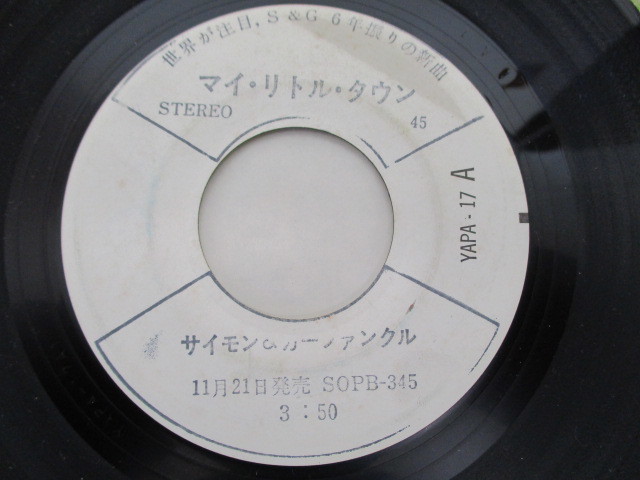 世界が注目,S&G 6年振りの新曲
マイ・リトル・タウン
STEREO
45
YAPA-17 A
サイモン&ガーファンクル
11月21日発売 SOPB-345
3:50